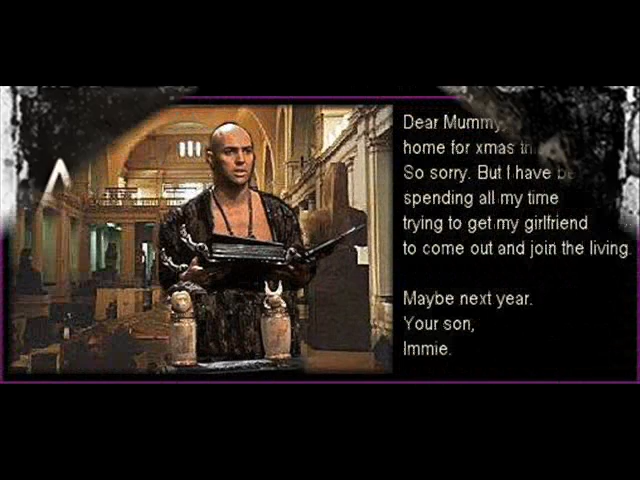 Dear Mummy,
home for xmas
So sorry. But I have
spending all my time
trying to get my girlfriend
to come out and join the living.
Maybe next year.
Your son,
Immie.